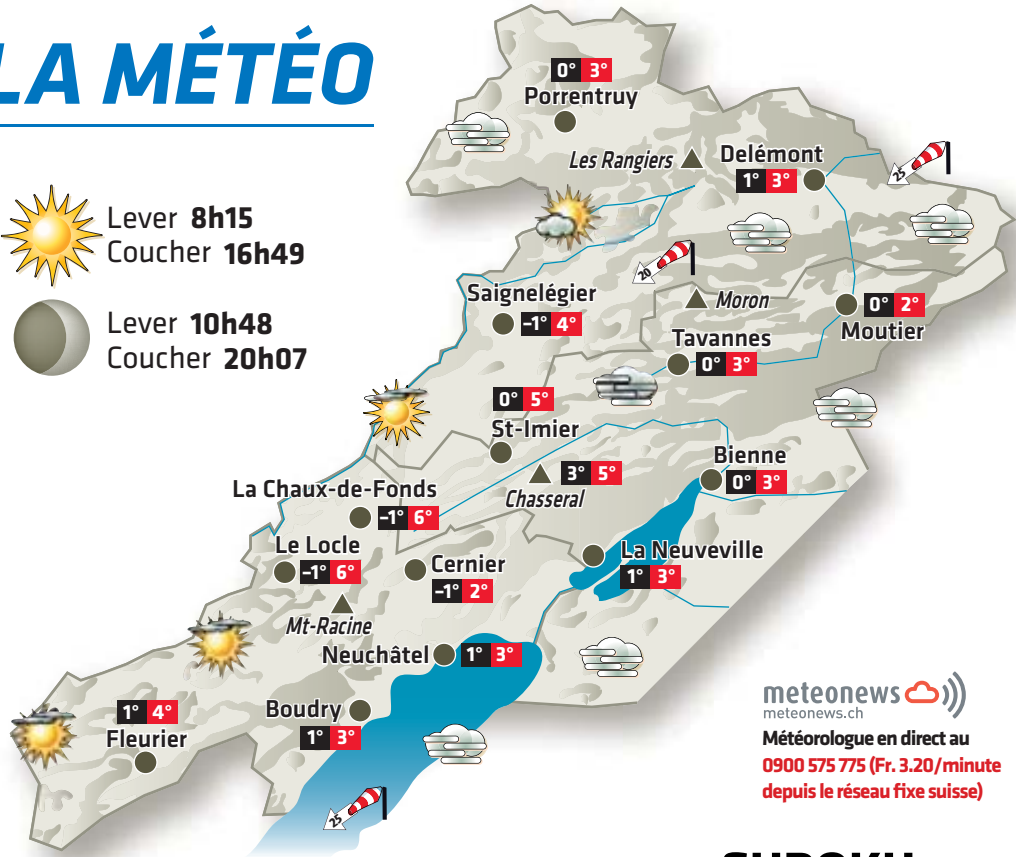 LA MÉTÉO
Lever 8h15
Coucher 16h49
Lever 10h48
Coucher 20h07
0° 3°
Porrentruy
Les Rangiers
Delémont
1° 3°
25
20
Saignelégier
-1° 4°
Moron
0° 2°
Moutier
Tavannes
0° 3°
0° 5°
St-Imier
3° 5°
Chasseral
Bienne
0° 3°
La Chaux-de-Fonds
-1° 6°
Le Locle
-1° 6°
Cernier
-1° 2°
La Neuveville
1° 3°
Mt-Racine
Neuchâtel 1° 3°
Boudry
1° 3°
1° 4°
Fleurier
25
meteonews
meteonews.ch
Météorologue en direct au
0900 575 775 (Fr. 3.20/minute
depuis le réseau fixe suisse)